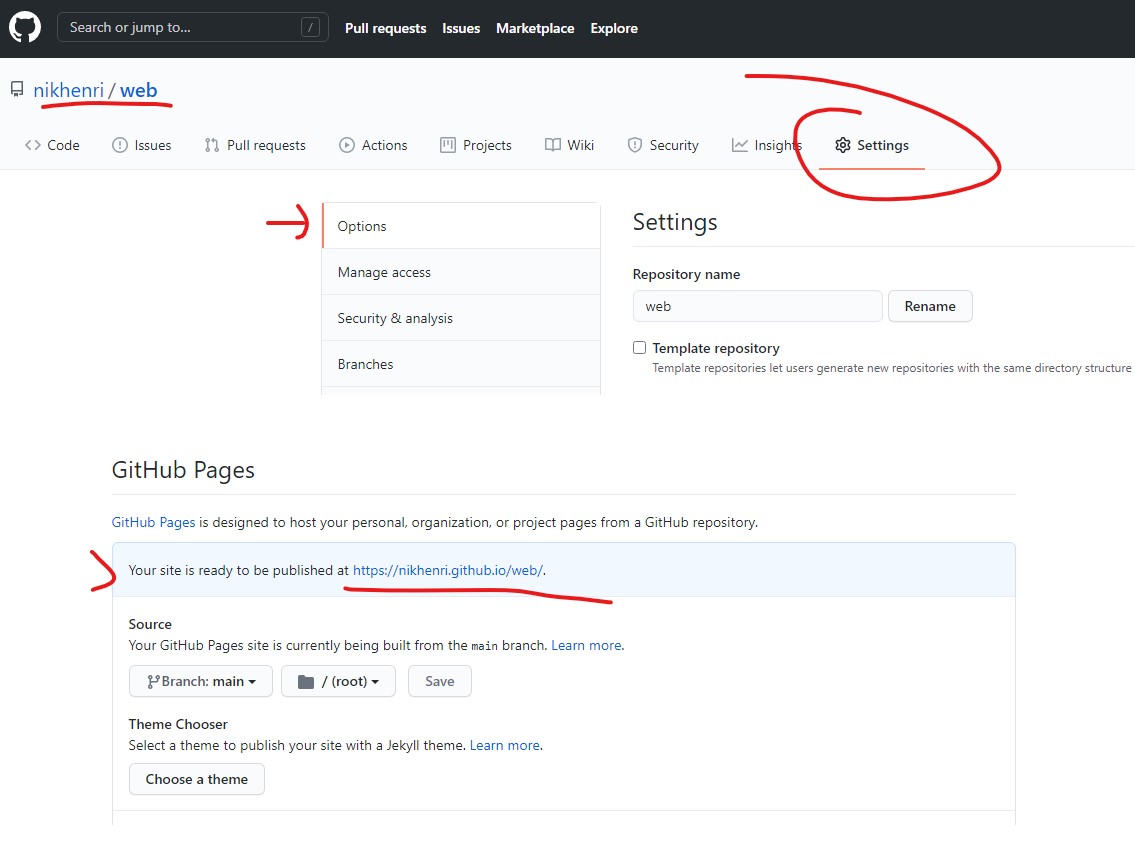 Search or jump to... / Pull requests Issues Marketplace Explore
nikhenri / web
Code Issues Pull requests Actions Projects Wiki Security Insights Settings
Options
Manage access
Security & analysis
Branches
Settings
Repository name
web Rename
Template repository
Template repositories let users generate new repositories with the same directory structure
GitHub Pages
GitHub Pages is designed to host your personal, organization, or project pages from a GitHub repository.
Your site is ready to be published at https://nikhenri.github.io/web/.
Source
Your GitHub Pages site is currently being built from the main branch. Learn more.
Branch: main / (root) Save
Theme Chooser
Select a theme to publish your site with a Jekyll theme. Learn more.
Choose a theme